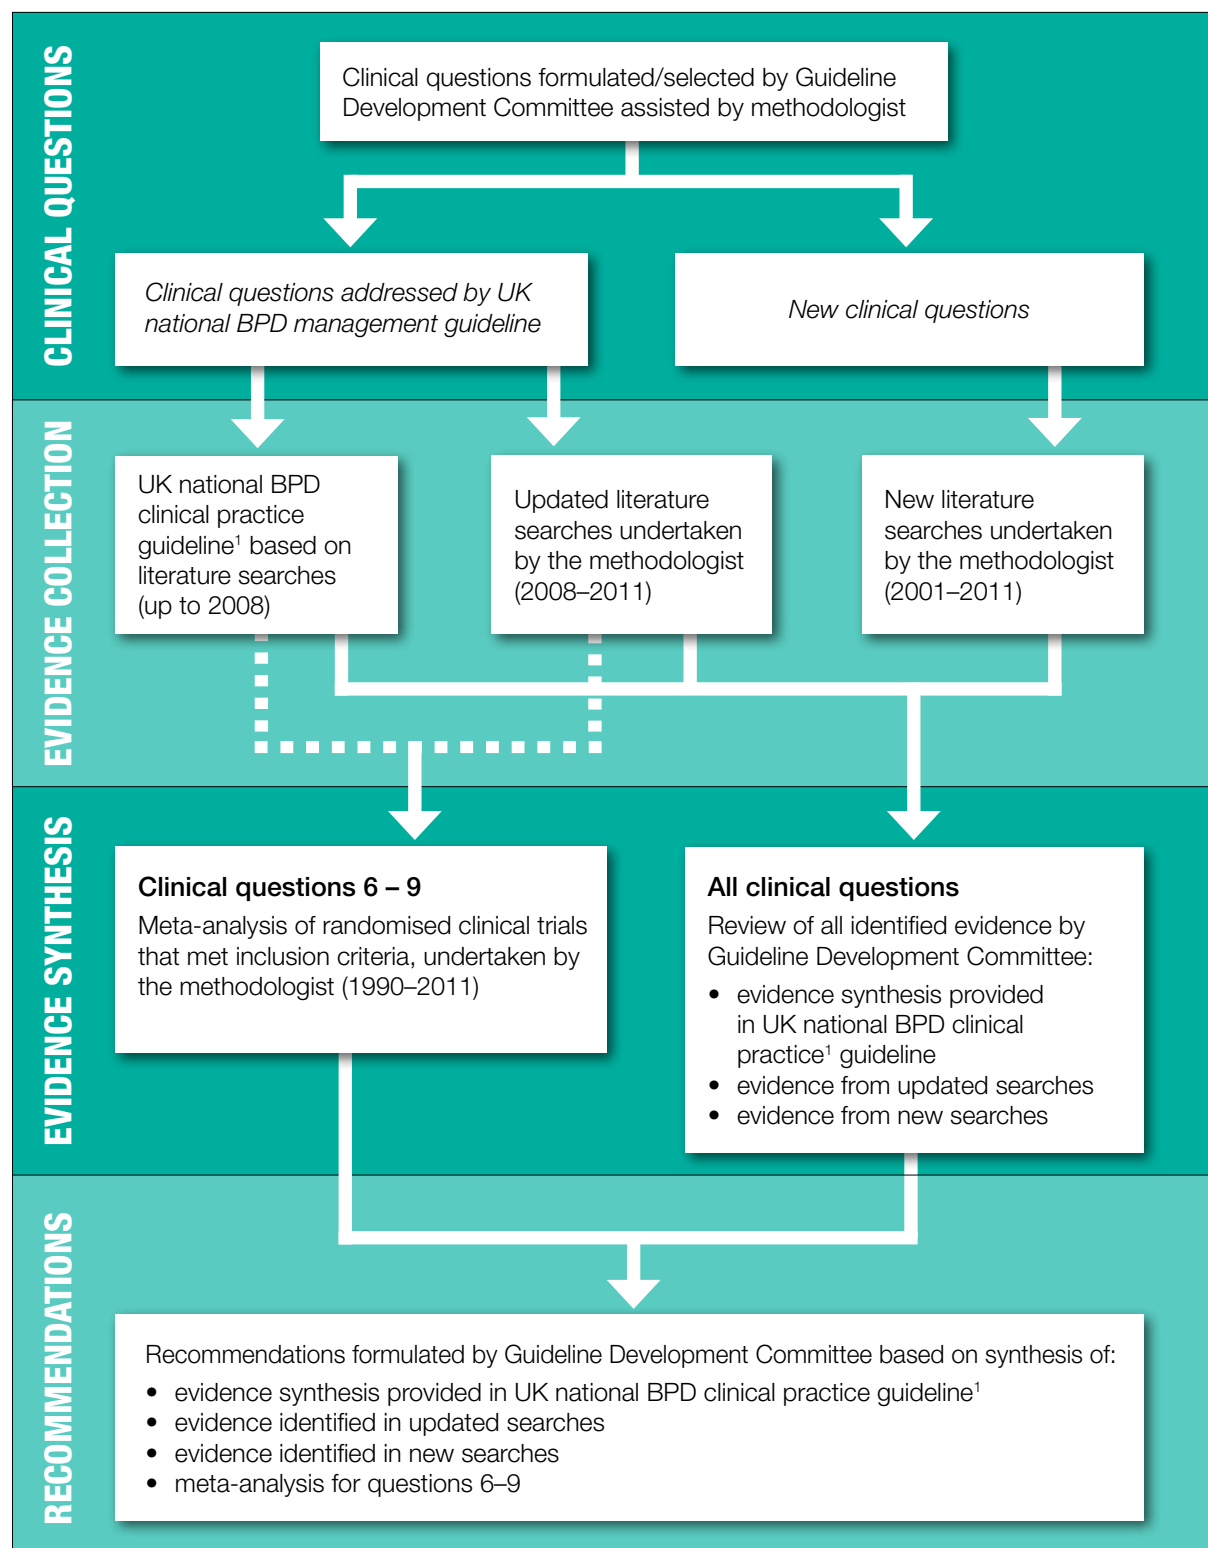 CLINICAL QUESTIONS
Clinical questions formulated/selected by Guideline
Development Committee assisted by methodologist
Clinical questions addressed by UK
national BPD management guideline
New clinical questions
EVIDENCE COLLECTION
UK national BPD
clinical practice
guideline¹ based on
literature searches
(up to 2008)
Updated literature
searches undertaken
by the methodologist
(2008–2011)
New literature
searches undertaken
by the methodologist
(2001–2011)
EVIDENCE SYNTHESIS
Clinical questions 6 – 9
Meta-analysis of randomised clinical trials
that met inclusion criteria, undertaken by
the methodologist (1990–2011)
All clinical questions
Review of all identified evidence by
Guideline Development Committee:
• evidence synthesis provided
in UK national BPD clinical
practice¹ guideline
• evidence from updated searches
• evidence from new searches
RECOMMENDATIONS
Recommendations formulated by Guideline Development Committee based on synthesis of:
• evidence synthesis provided in UK national BPD clinical practice guideline¹
• evidence identified in updated searches
• evidence identified in new searches
• meta-analysis for questions 6–9